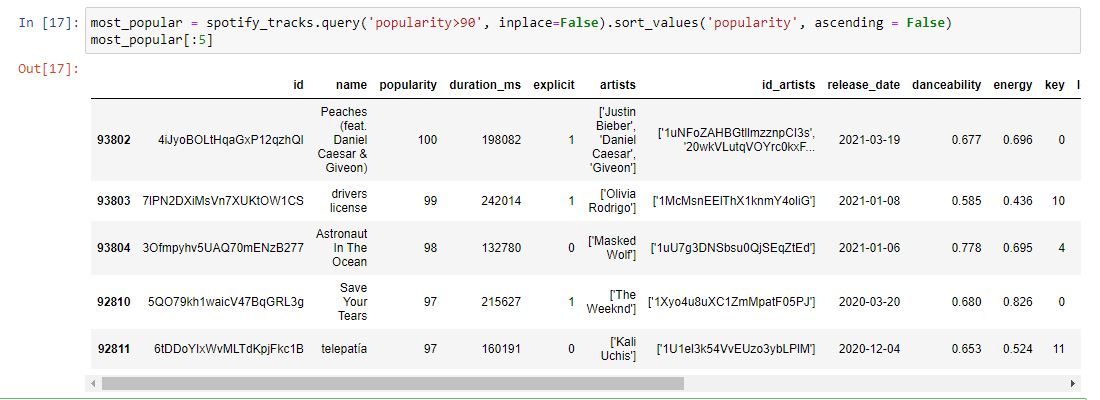 In [17]: most_popular = spotify_tracks.query('popularity>90', inplace=False).sort_values('popularity', ascending = False)
most_popular[:5]
Out[17]:
id name popularity duration_ms explicit artists id_artists release_date danceability energy key l
93802 4iJyoBOLtHqaGxP12qzhQI Peaches (feat. Daniel Caesar & Giveon) 100 198082 1 ['Justin Bieber', 'Daniel Caesar', 'Giveon'] ['1uNFoZAHBGtllmzznpCI3s', '20wkVLutqVOYrc0kxF... 2021-03-19 0.677 0.696 0
93803 7lPN2DXiMsVn7XUKtOW1CS drivers license 99 242014 1 ['Olivia Rodrigo'] ['1McMsnEElThX1knmY4oliG'] 2021-01-08 0.585 0.436 10
93804 3Ofmpyhv5UAQ70mENzB277 Astronaut In The Ocean 98 132780 0 ['Masked Wolf'] ['1uU7g3DNSbsu0QjSEqZtEd'] 2021-01-06 0.778 0.695 4
92810 5QO79kh1waicV47BqGRL3g Save Your Tears 97 215627 1 ['The Weeknd'] ['1Xyo4u8uXC1ZmMpatF05PJ'] 2020-03-20 0.680 0.826 0
92811 6tDDoYIxWvMLTdKpjFkc1B telepatía 97 160191 0 ['Kali Uchis'] ['1U1el3k54VvEUzo3ybLPlM'] 2020-12-04 0.653 0.524 11